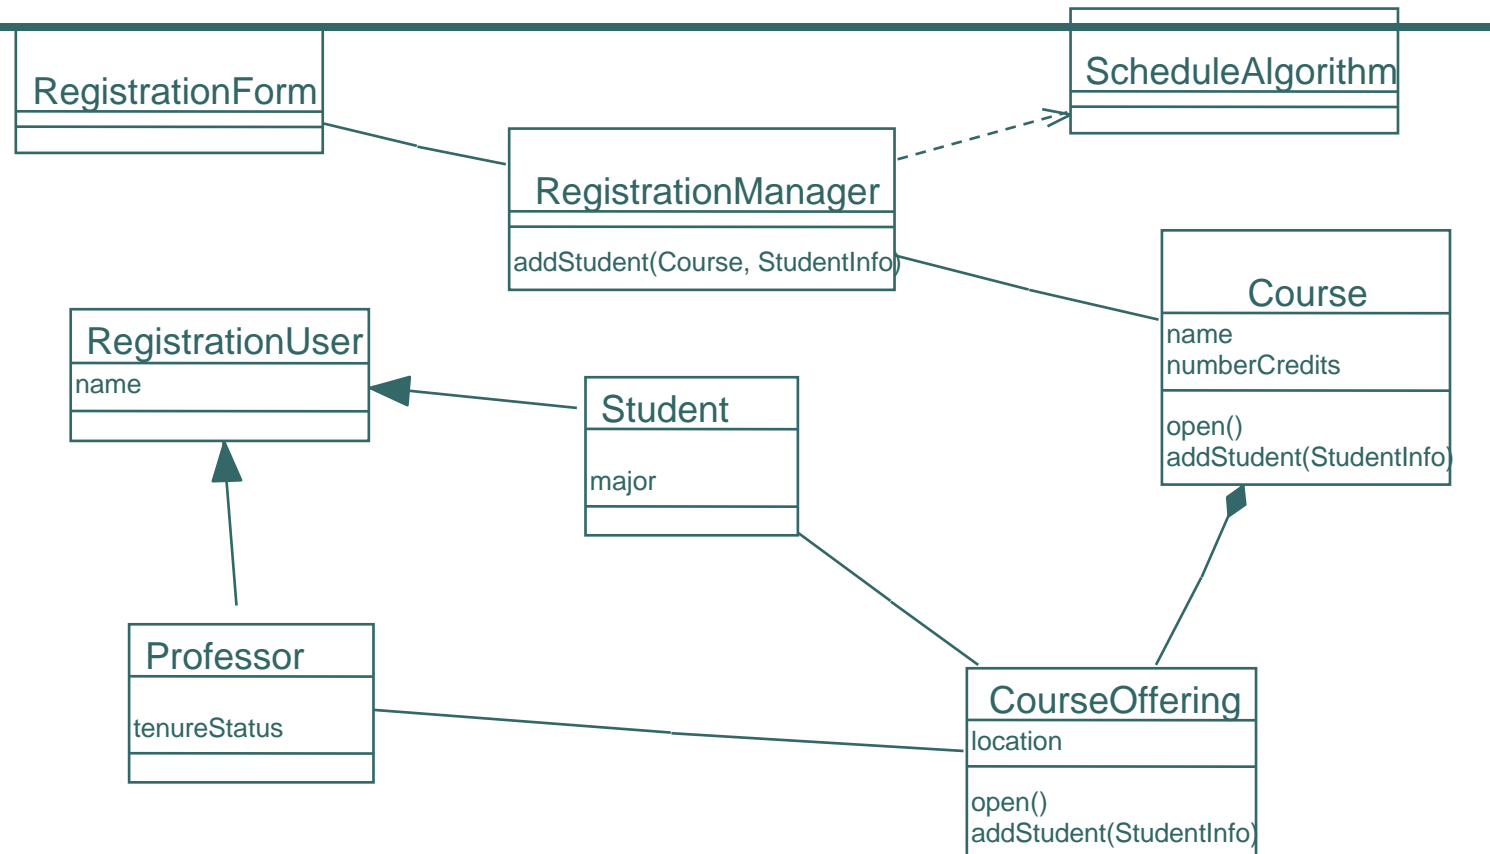 RegistrationForm
ScheduleAlgorithm
RegistrationManager
addStudent(Course, StudentInfo)
Course
name
numberCredits
open()
addStudent(StudentInfo)
RegistrationUser
name
Student
major
Professor
tenureStatus
CourseOffering
location
open()
addStudent(StudentInfo)